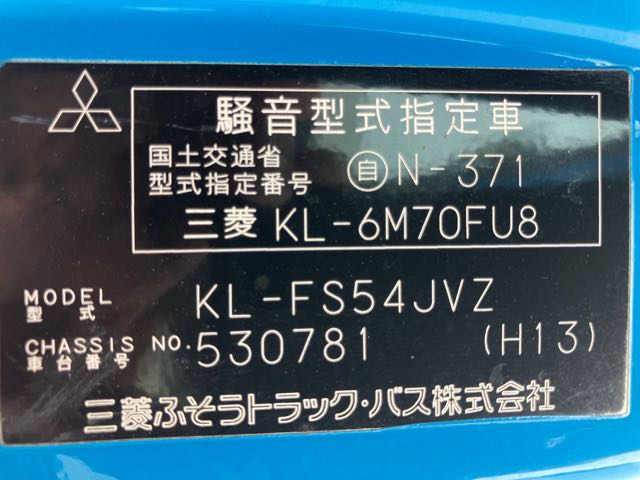 騒音型式指定車
国土交通省
型式指定番号 自N-371
三菱 KL-6M70FU8
MODEL
型式 KL-FS54JVZ
CHASSIS NO.
車台番号 530781 (H13)
三菱ふそうトラック・バス株式会社